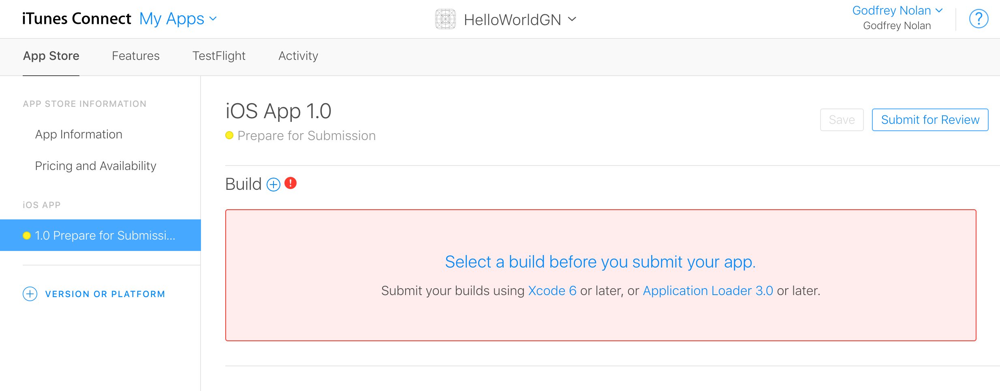 iTunes Connect My Apps
HelloWorldGN
Godfrey Nolan
Godfrey Nolan
?
App Store Features TestFlight Activity
APP STORE INFORMATION
App Information
Pricing and Availability
iOS APP
1.0 Prepare for Submissi...
VERSION OR PLATFORM
iOS App 1.0
Prepare for Submission
Save Submit for Review
Build
Select a build before you submit your app.
Submit your builds using Xcode 6 or later, or Application Loader 3.0 or later.